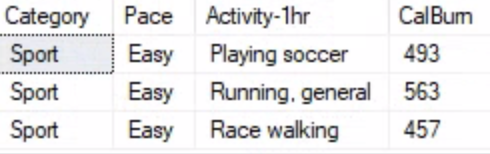 Category Pace Activity-1hr CalBurn
Sport Easy Playing soccer 493
Sport Easy Running, general 563
Sport Easy Race walking 457